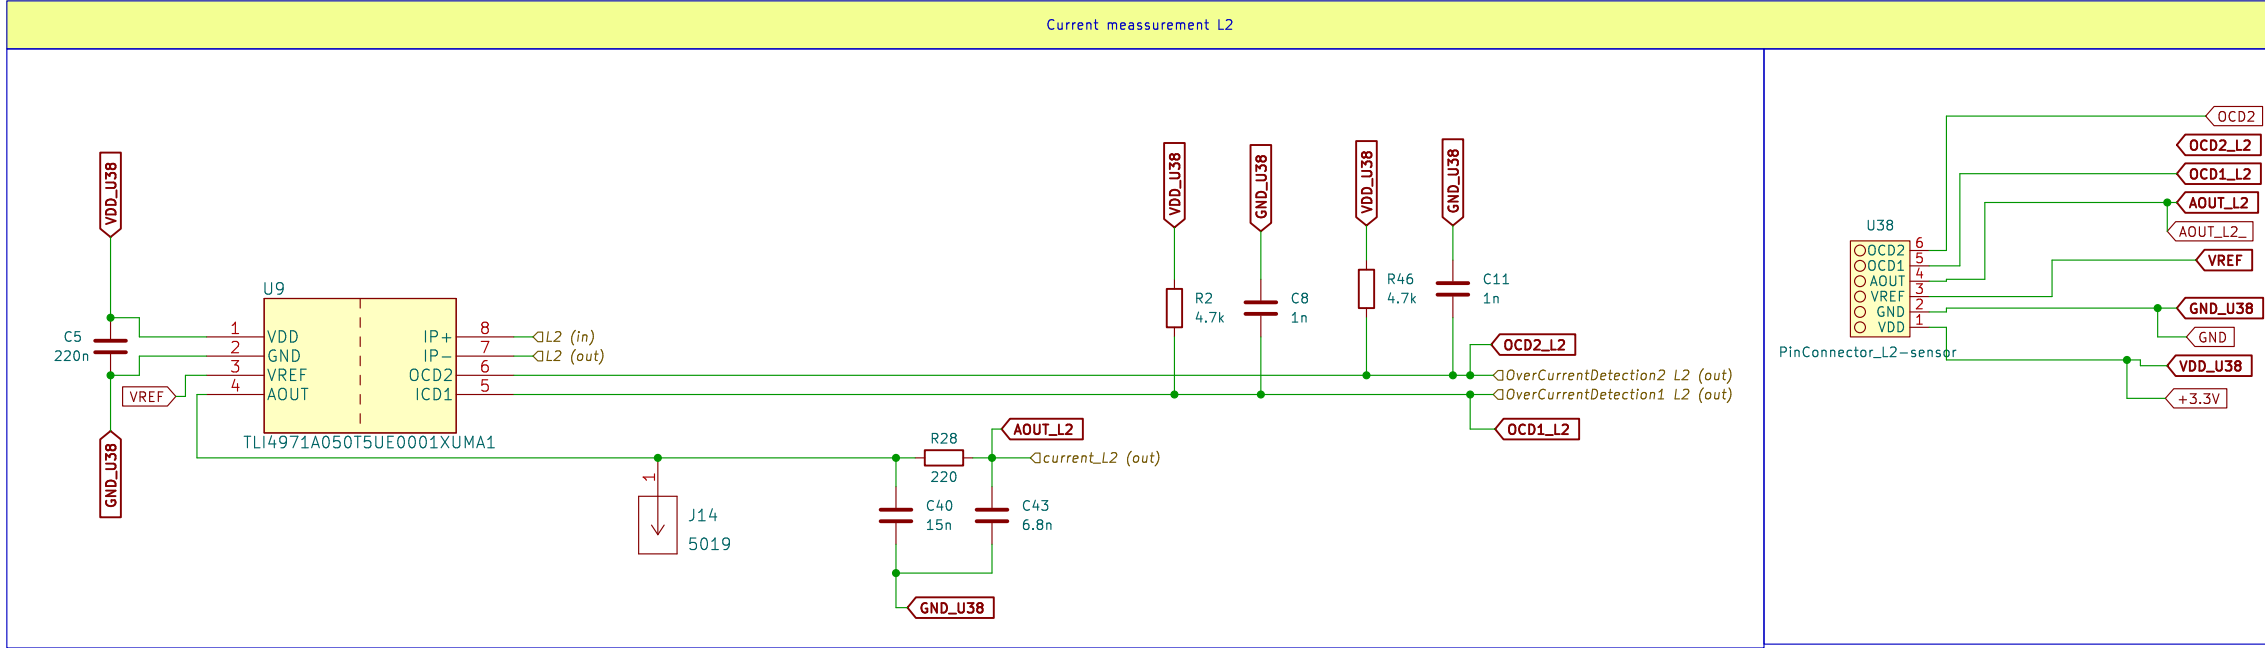 Current meassurement L2
VDD_U38
C5
220n
GND_U38
VREF
U9
1 VDD
2 GND
3 VREF
4 AOUT
IP+ 8
IP- 7
OCD2 6
ICD1 5
TLI4971A050T5UE0001XUMA1
L2 (in)
L2 (out)
1
J14
5019
R28
220
AOUT_L2
current_L2 (out)
C40
15n
C43
6.8n
GND_U38
VDD_U38
R2
4.7k
GND_U38
C8
1n
VDD_U38
R46
4.7k
GND_U38
C11
1n
OCD2_L2
OverCurrentDetection2 L2 (out)
OverCurrentDetection1 L2 (out)
OCD1_L2
U38
OCD2 6
OCD1 5
AOUT 4
VREF 3
GND 2
VDD 1
PinConnector_L2-sensor
OCD2
OCD2_L2
OCD1_L2
AOUT_L2
AOUT_L2_
VREF
GND_U38
GND
VDD_U38
+3.3V